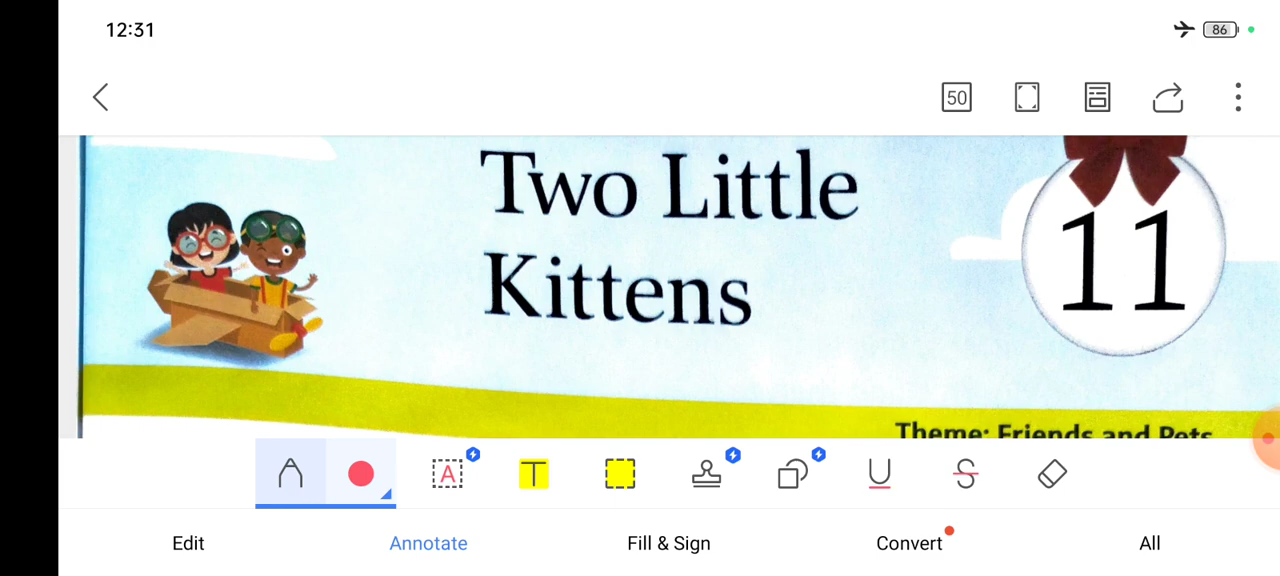 12:31
86
50
Two Little
Kittens
11
Theme: Friends and Pets
A
T
U
S
Edit
Annotate
Fill & Sign
Convert
All